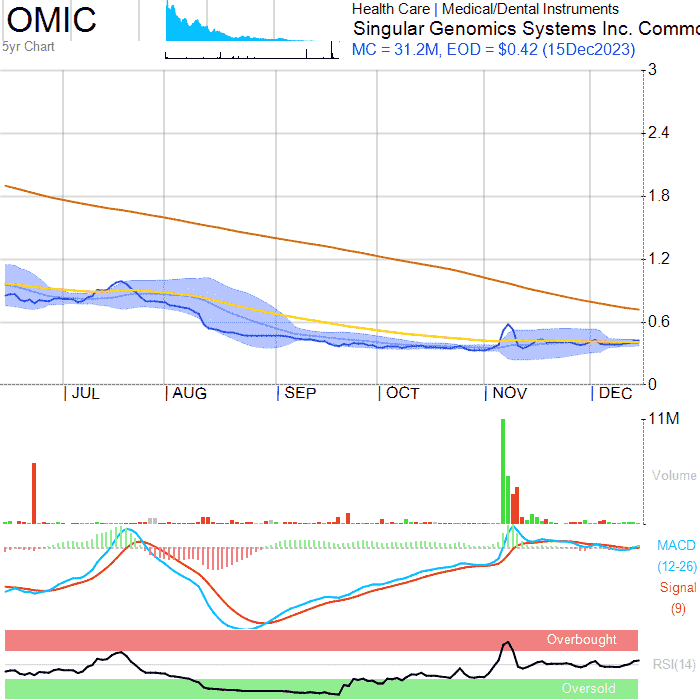 OMIC
5yr Chart
Health Care | Medical/Dental Instruments
Singular Genomics Systems Inc. Commo
MC = 31.2M, EOD = $0.42 (15Dec2023)
3
2.4
1.8
1.2
0.6
0
JUL AUG SEP OCT NOV DEC
11M
Volume
MACD
(12-26)
Signal
(9)
Overbought
RSI(14)
Oversold